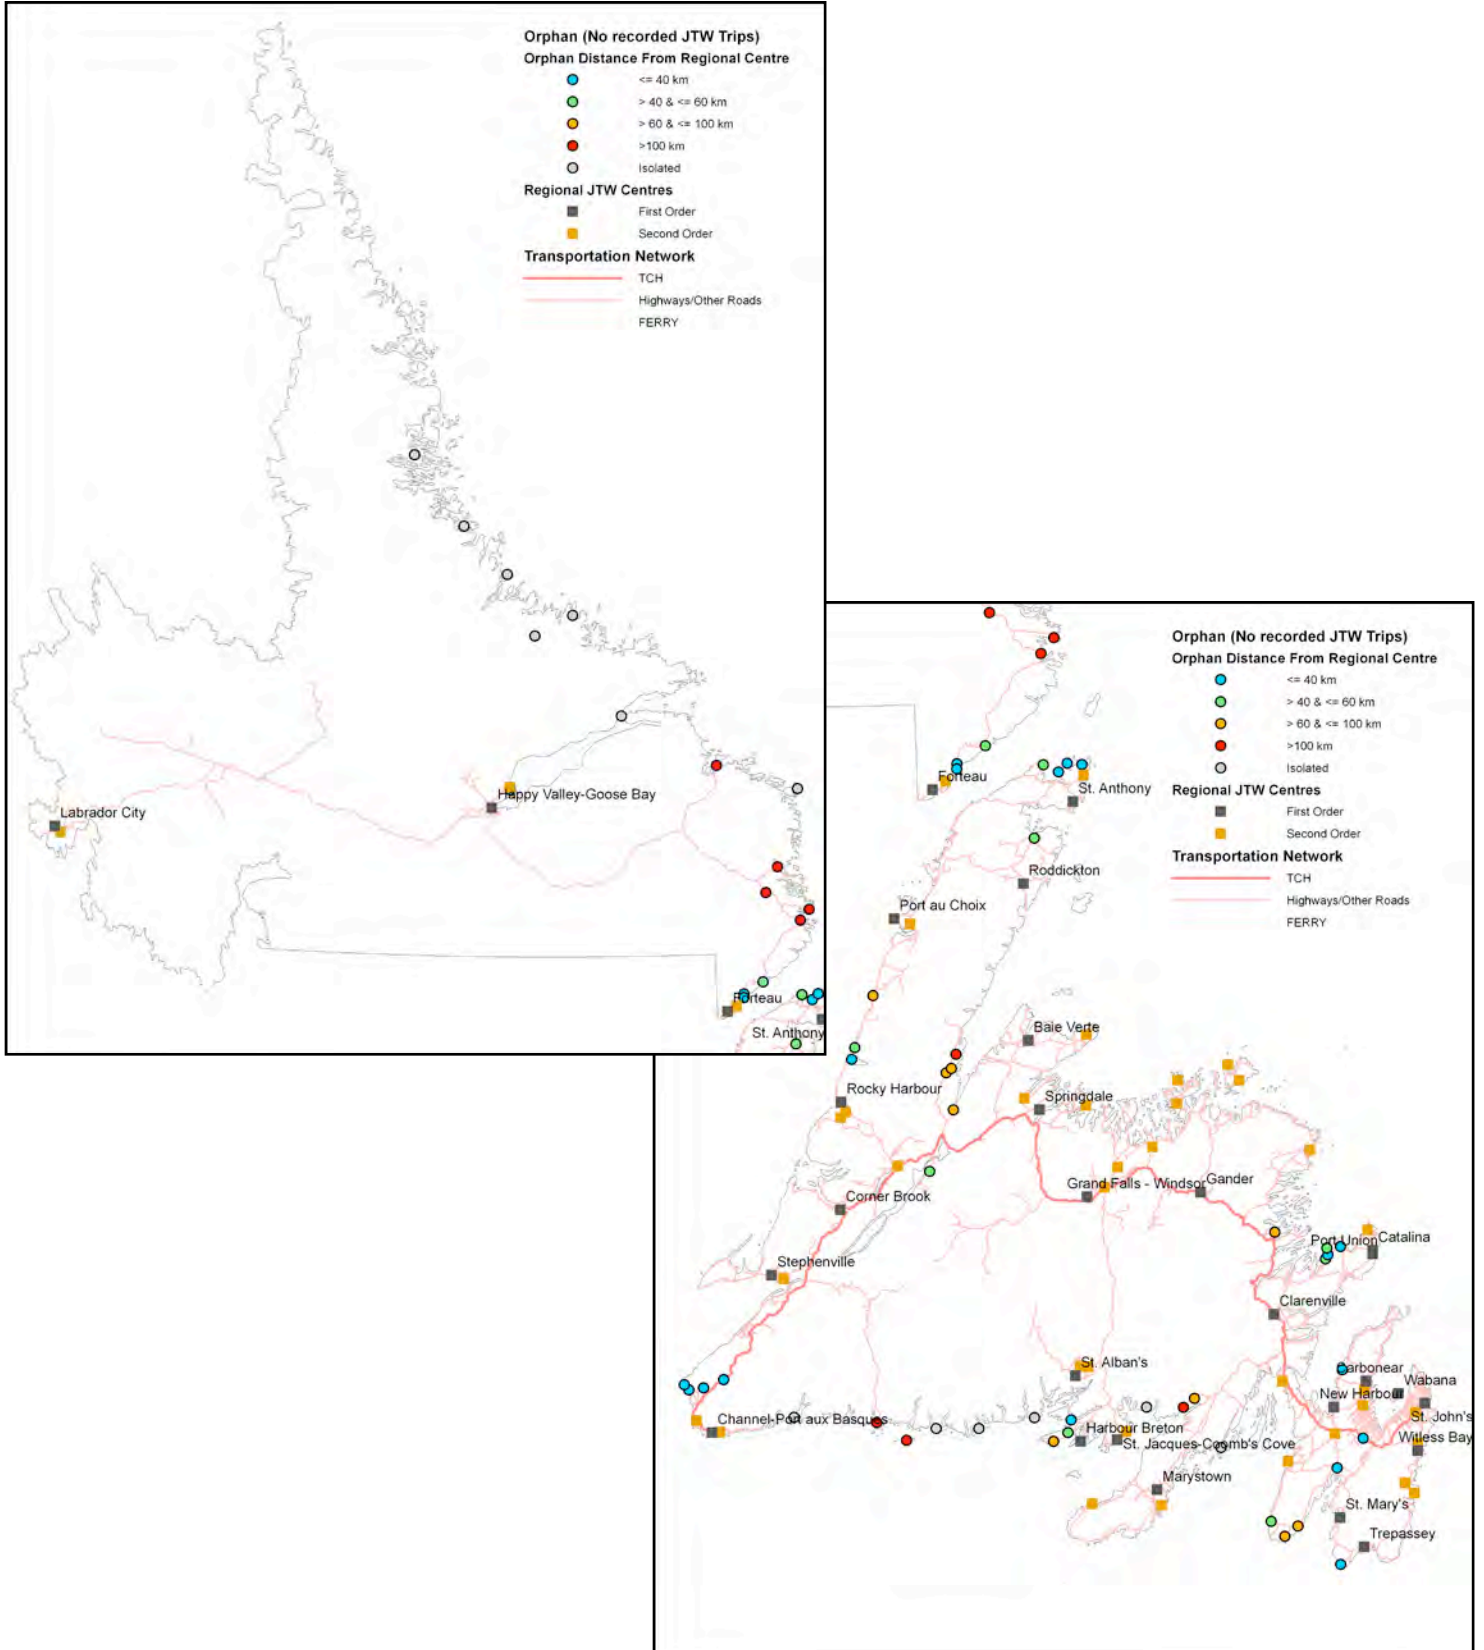 Orphan (No recorded JTW Trips)
Orphan Distance From Regional Centre
<= 40 km
> 40 & <= 60 km
> 60 & <= 100 km
>100 km
Isolated
Regional JTW Centres
First Order
Second Order
Transportation Network
TCH
Highways/Other Roads
FERRY
Happy Valley-Goose Bay
Labrador City
Forteau
St. Anthony
Orphan (No recorded JTW Trips)
Orphan Distance From Regional Centre
<= 40 km
> 40 & <= 60 km
> 60 & <= 100 km
>100 km
Isolated
Regional JTW Centres
First Order
Second Order
Transportation Network
TCH
Highways/Other Roads
FERRY
Forteau
St. Anthony
Roddickton
Port au Choix
Baie Verte
Rocky Harbour
Springdale
Grand Falls - Windsor
Gander
Corner Brook
Port Union
Catalina
Stephenville
Clarenville
St. Alban's
Carbonear
Wabana
New Harbour
St. John's
Channel-Port aux Basques
Harbour Breton
Witless Bay
St. Jacques-Coomb's Cove
Marystown
St. Mary's
Trepassey